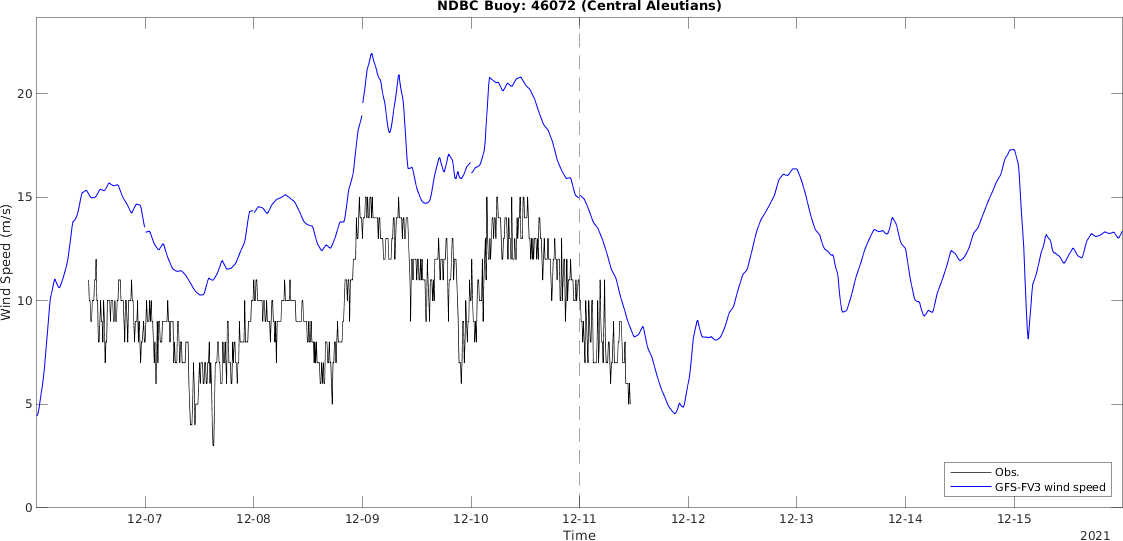 NDBC Buoy: 46072 (Central Aleutians)
Wind Speed (m/s)
20
15
10
5
0
12-07 12-08 12-09 12-10 12-11 12-12 12-13 12-14 12-15
Time
2021
Obs.
GFS-FV3 wind speed